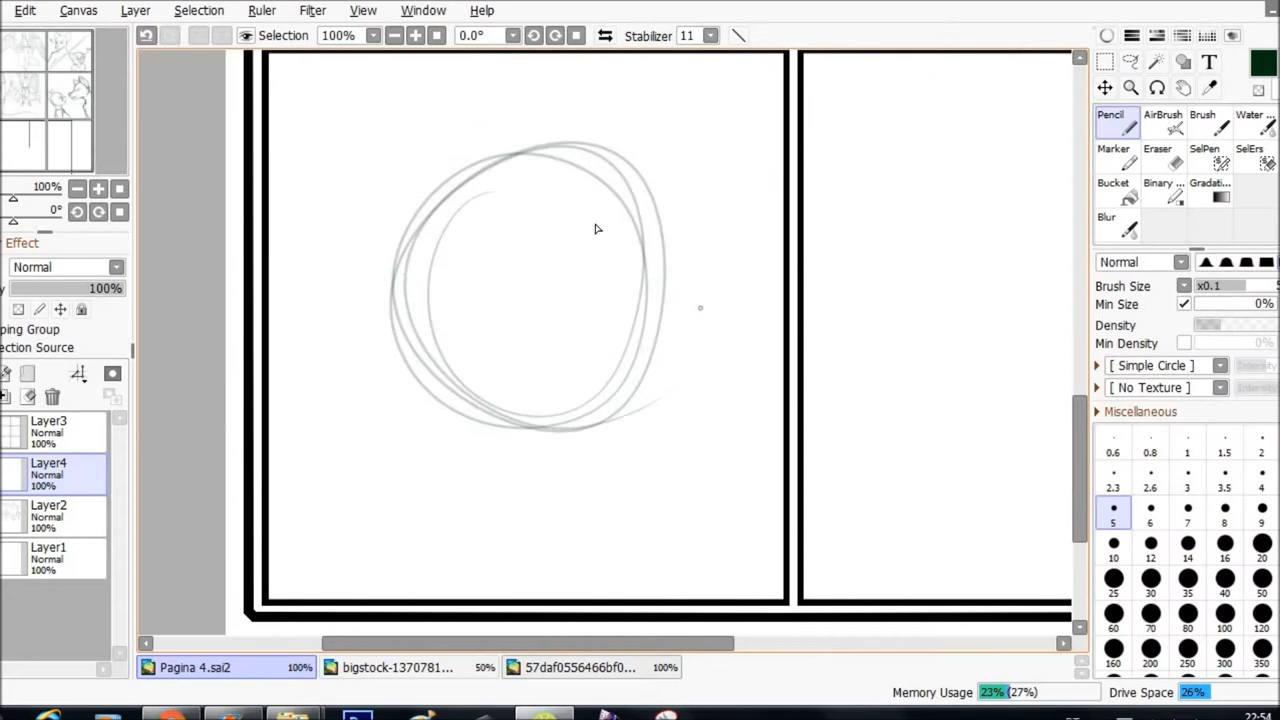 Edit Layer Selection Ruler Filter View Window Help
Selection 100% 0.0° Stabilizer 11
T
Pencil AirBrush Brush Water ...
Marker Eraser SelPen SelErs
Bucket Binary ... Gradati...
Blur
100%
0°
Effect
Normal
100%
ping Group
ection Source
Layer3
Normal
100%
Layer4
Normal
100%
Layer2
Normal
100%
Layer1
Normal
100%
Normal
Brush Size x0.1
Min Size 0%
Density
Min Density 0%
[ Simple Circle ]
[ No Texture ]
Miscellaneous
0.6 0.8 1 1.5 2
2.3 2.6 3 3.5 4
5 6 7 8 9
10 12 14 16 20
25 30 35 40 50
60 70 80 100 120
160 200 250 300 350
Pagina 4.sai2 100% bigstock-1370781... 50% 57daf0556466bf0... 100%
Memory Usage 23% (27%) Drive Space 26%
22:54